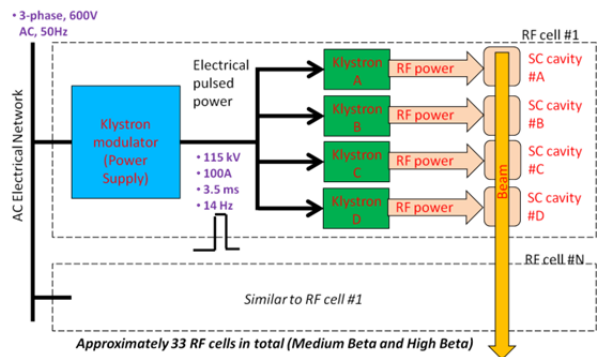 • 3-phase, 600V
AC, 50Hz
AC Electrical Network
RF cell #1
Klystron
modulator
(Power
Supply)
Electrical
pulsed
power
• 115 kV
• 100A
• 3.5 ms
• 14 Hz
Klystron
A
RF power
SC cavity
#A
Klystron
B
RF power
SC cavity
#B
Klystron
C
RF power
SC cavity
#C
Klystron
D
RF power
SC cavity
#D
Beam
RF cell #N
Similar to RF cell #1
Approximately 33 RF cells in total (Medium Beta and High Beta)